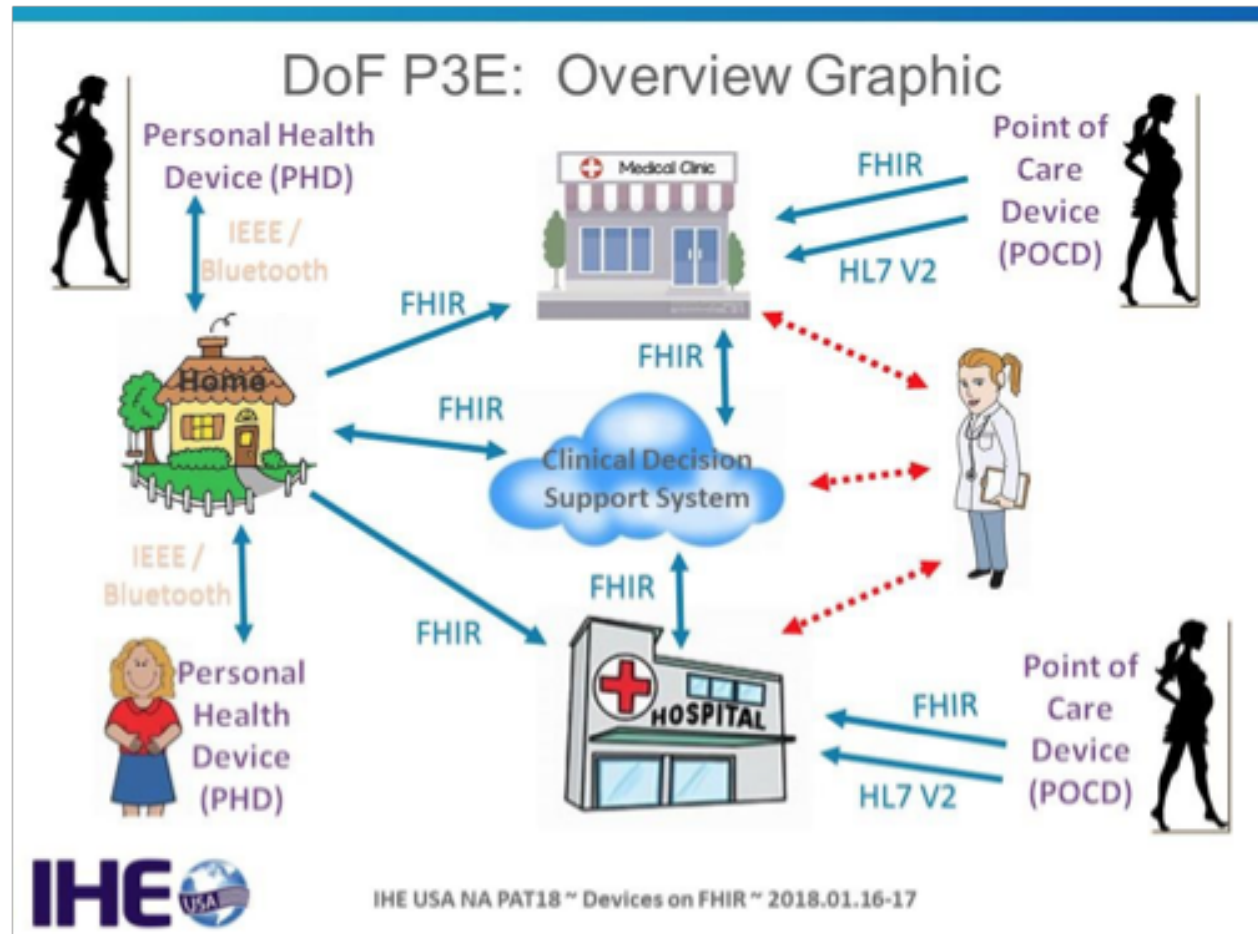 DoF P3E: Overview Graphic
Personal Health
Device (PHD)
IEEE /
Bluetooth
FHIR
Medical Clinic
FHIR
HL7 V2
Point of
Care
Device
(POCD)
Home
FHIR
FHIR
Clinical Decision
Support System
IEEE /
Bluetooth
FHIR
FHIR
HOSPITAL
Personal
Health
Device
(PHD)
FHIR
HL7 V2
Point of
Care
Device
(POCD)
IHE USA
IHE USA NA PAT18 ~ Devices on FHIR ~ 2018.01.16-17